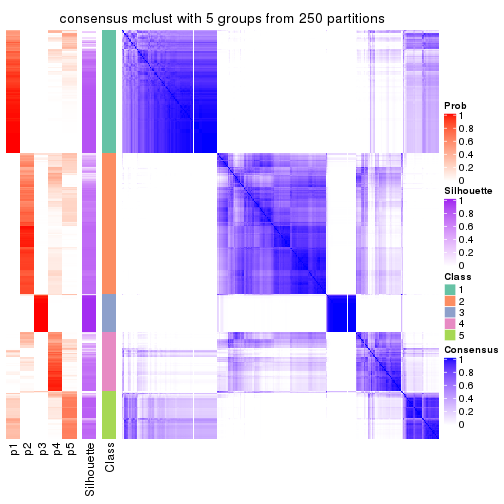 consensus mclust with 5 groups from 250 partitions
Prob
1
0.8
0.6
0.4
0.2
0
Silhouette
1
0.8
0.6
0.4
0.2
0
Class
1
2
3
4
5
Consensus
1
0.8
0.6
0.4
0.2
0
p1
p2
p3
p4
p5
Silhouette
Class